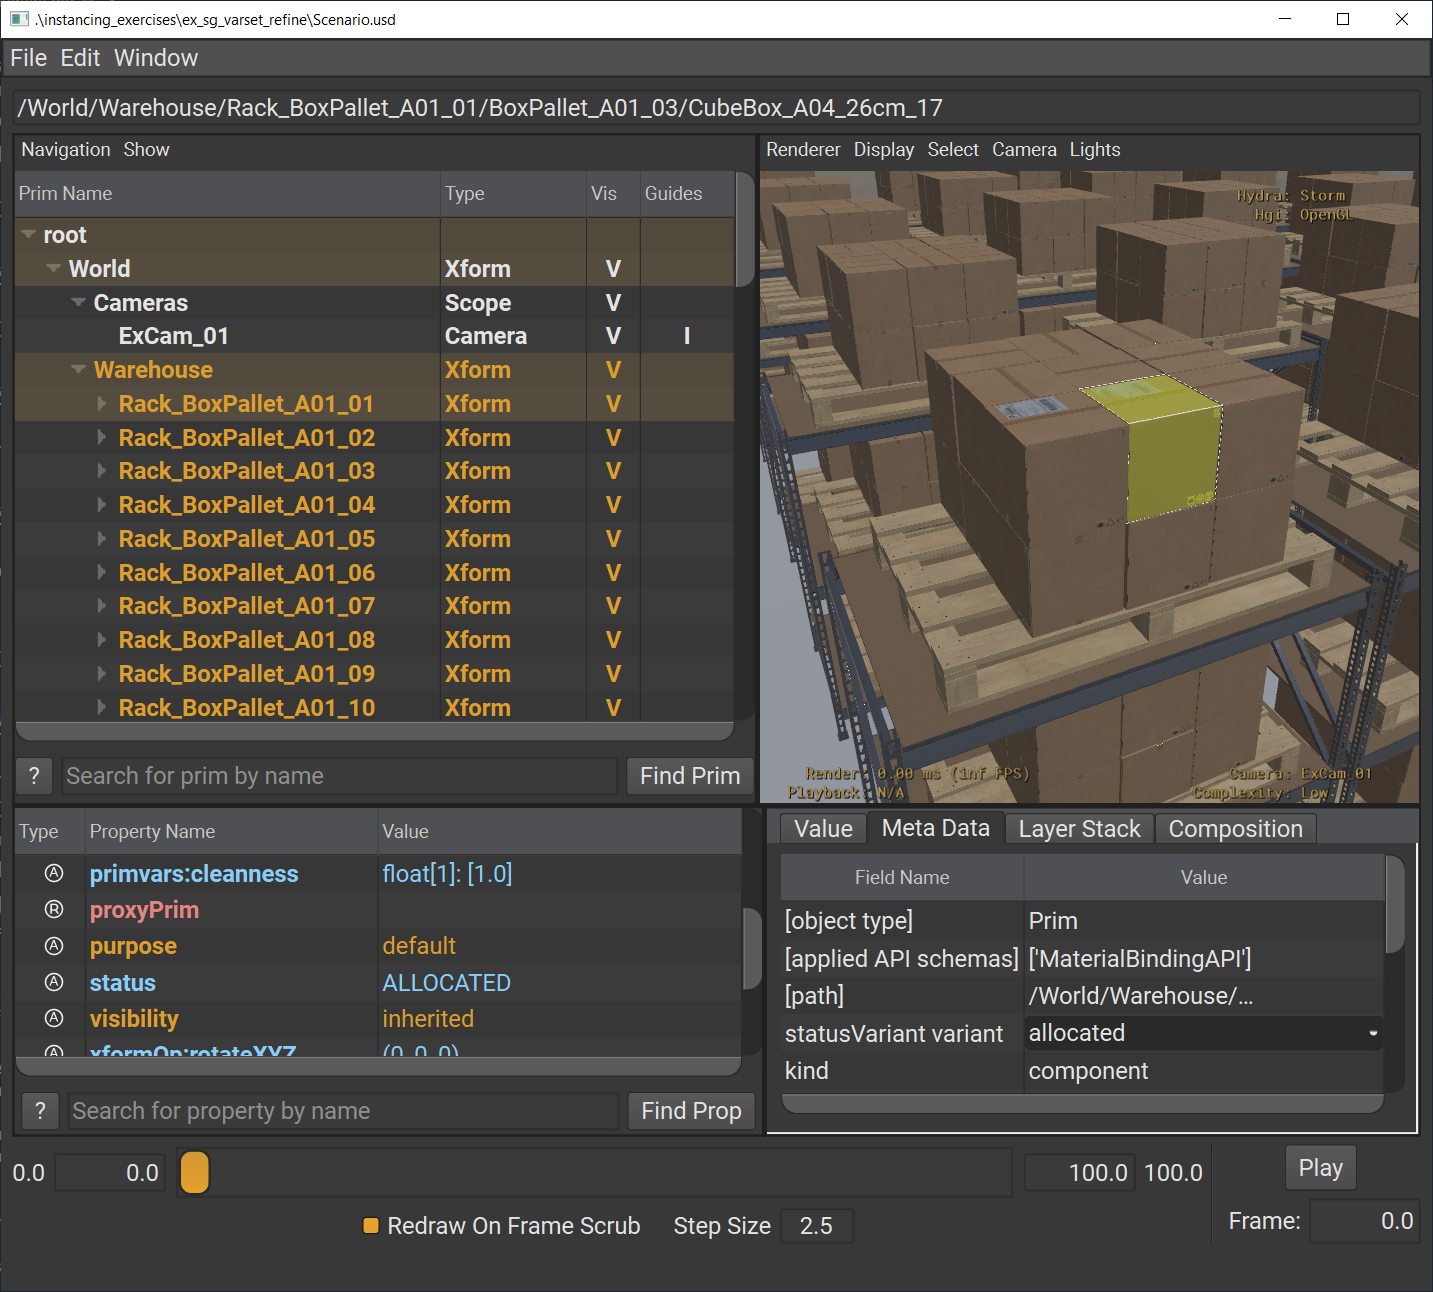 .\instancing_exercises\ex_sg_varset_refine\Scenario.usd
File Edit Window
/World/Warehouse/Rack_BoxPallet_A01_01/BoxPallet_A01_03/CubeBox_A04_26cm_17
Navigation Show
Prim Name Type Vis Guides
root
World Xform V
Cameras Scope V
ExCam_01 Camera V I
Warehouse Xform V
Rack_BoxPallet_A01_01 Xform V
Rack_BoxPallet_A01_02 Xform V
Rack_BoxPallet_A01_03 Xform V
Rack_BoxPallet_A01_04 Xform V
Rack_BoxPallet_A01_05 Xform V
Rack_BoxPallet_A01_06 Xform V
Rack_BoxPallet_A01_07 Xform V
Rack_BoxPallet_A01_08 Xform V
Rack_BoxPallet_A01_09 Xform V
Rack_BoxPallet_A01_10 Xform V
? Search for prim by name Find Prim
Renderer Display Select Camera Lights
Hydra: Storm
Hgi: OpenGL
Render: 0.00 ms (inf FPS)
Playback: N/A
Camera: ExCam_01
Complexity: Low
Type Property Name Value
A primvars:cleanness float[1]: [1.0]
R proxyPrim
A purpose default
A status ALLOCATED
A visibility inherited
A xformOp:rotateXYZ (0, 0, 0)
? Search for property by name Find Prop
Value Meta Data Layer Stack Composition
Field Name Value
[object type] Prim
[applied API schemas] ['MaterialBindingAPI']
[path] /World/Warehouse/...
statusVariant variant allocated
kind component
0.0 0.0 100.0 100.0 Play
Redraw On Frame Scrub Step Size 2.5 Frame: 0.0